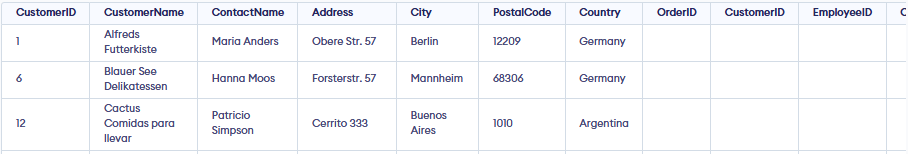 CustomerID CustomerName ContactName Address City PostalCode Country OrderID CustomerID EmployeeID
1 Alfreds Futterkiste Maria Anders Obere Str. 57 Berlin 12209 Germany
6 Blauer See Delikatessen Hanna Moos Forsterstr. 57 Mannheim 68306 Germany
12 Cactus Comidas para llevar Patricio Simpson Cerrito 333 Buenos Aires 1010 Argentina